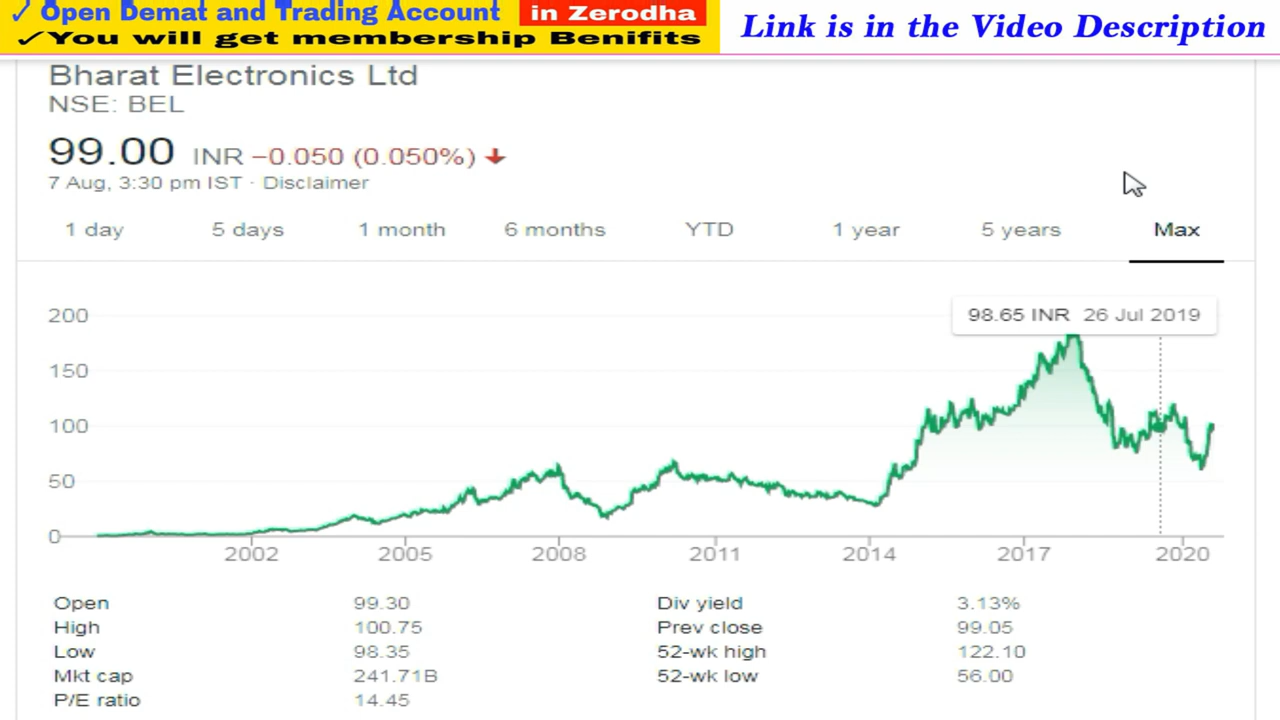 ✓ Open Demat and Trading Account in Zerodha
✓You will get membership Benifits
Link is in the Video Description
Bharat Electronics Ltd
NSE: BEL
99.00 INR −0.050 (0.050%) ↓
7 Aug, 3:30 pm IST · Disclaimer
1 day 5 days 1 month 6 months YTD 1 year 5 years Max
98.65 INR 26 Jul 2019
200
150
100
50
0
2002 2005 2008 2011 2014 2017 2020
Open 99.30 Div yield 3.13%
High 100.75 Prev close 99.05
Low 98.35 52-wk high 122.10
Mkt cap 241.71B 52-wk low 56.00
P/E ratio 14.45